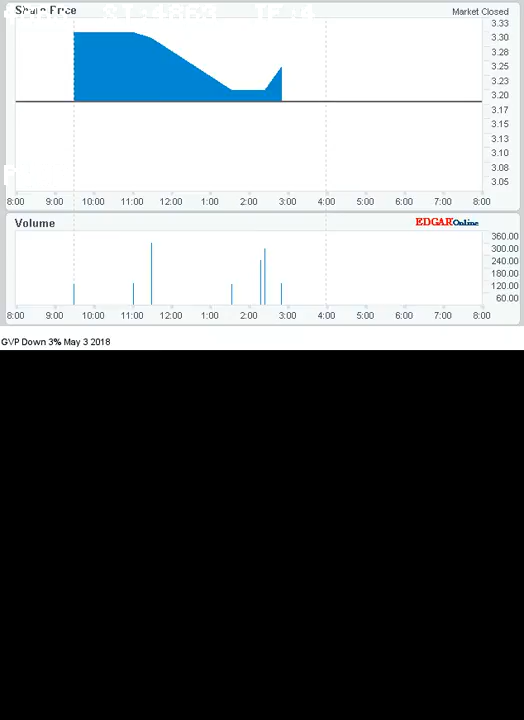 Share Price
Market Closed
3.33
3.30
3.28
3.25
3.23
3.20
3.17
3.15
3.13
3.10
3.08
3.05
8:00 9:00 10:00 11:00 12:00 1:00 2:00 3:00 4:00 5:00 6:00 7:00 8:00
Volume
EDGAROnline
360.00
300.00
240.00
180.00
120.00
60.00
8:00 9:00 10:00 11:00 12:00 1:00 2:00 3:00 4:00 5:00 6:00 7:00 8:00
GVP Down 3% May 3 2018